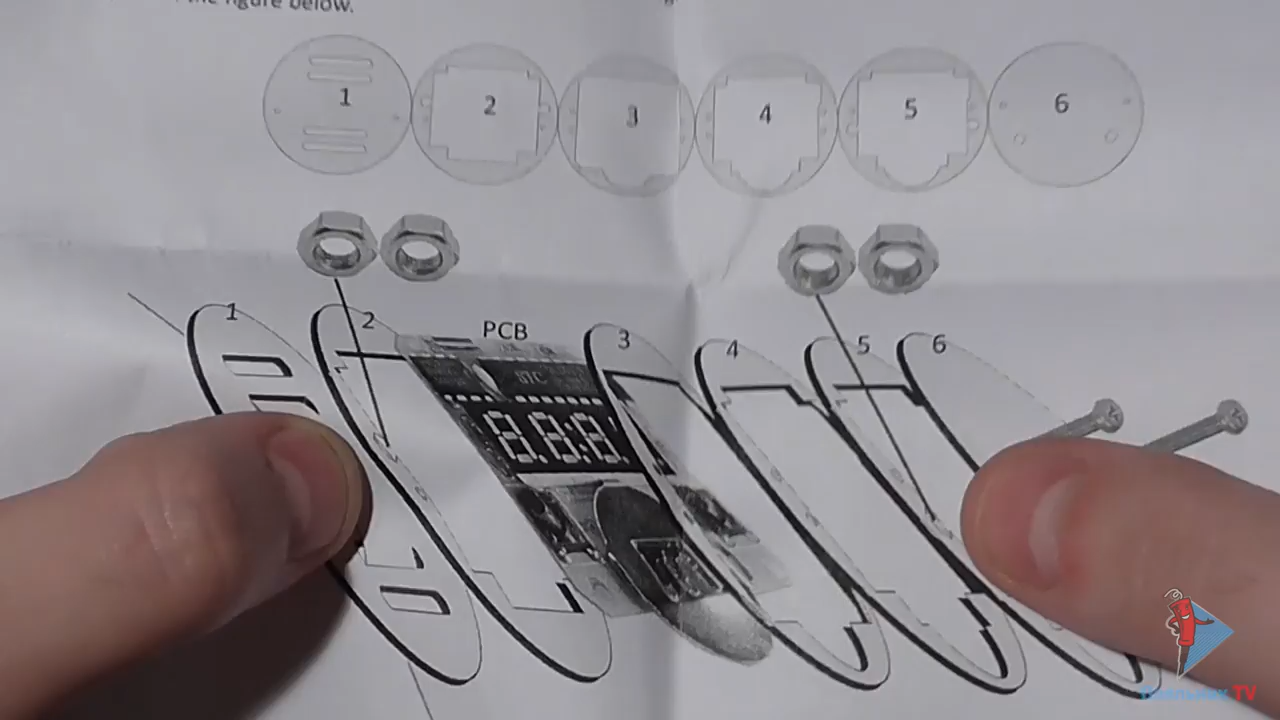 the figure below.
1 2 3 4 5 6
1 2 PCB 3 4 5 6
STC
8.8:8.
TV